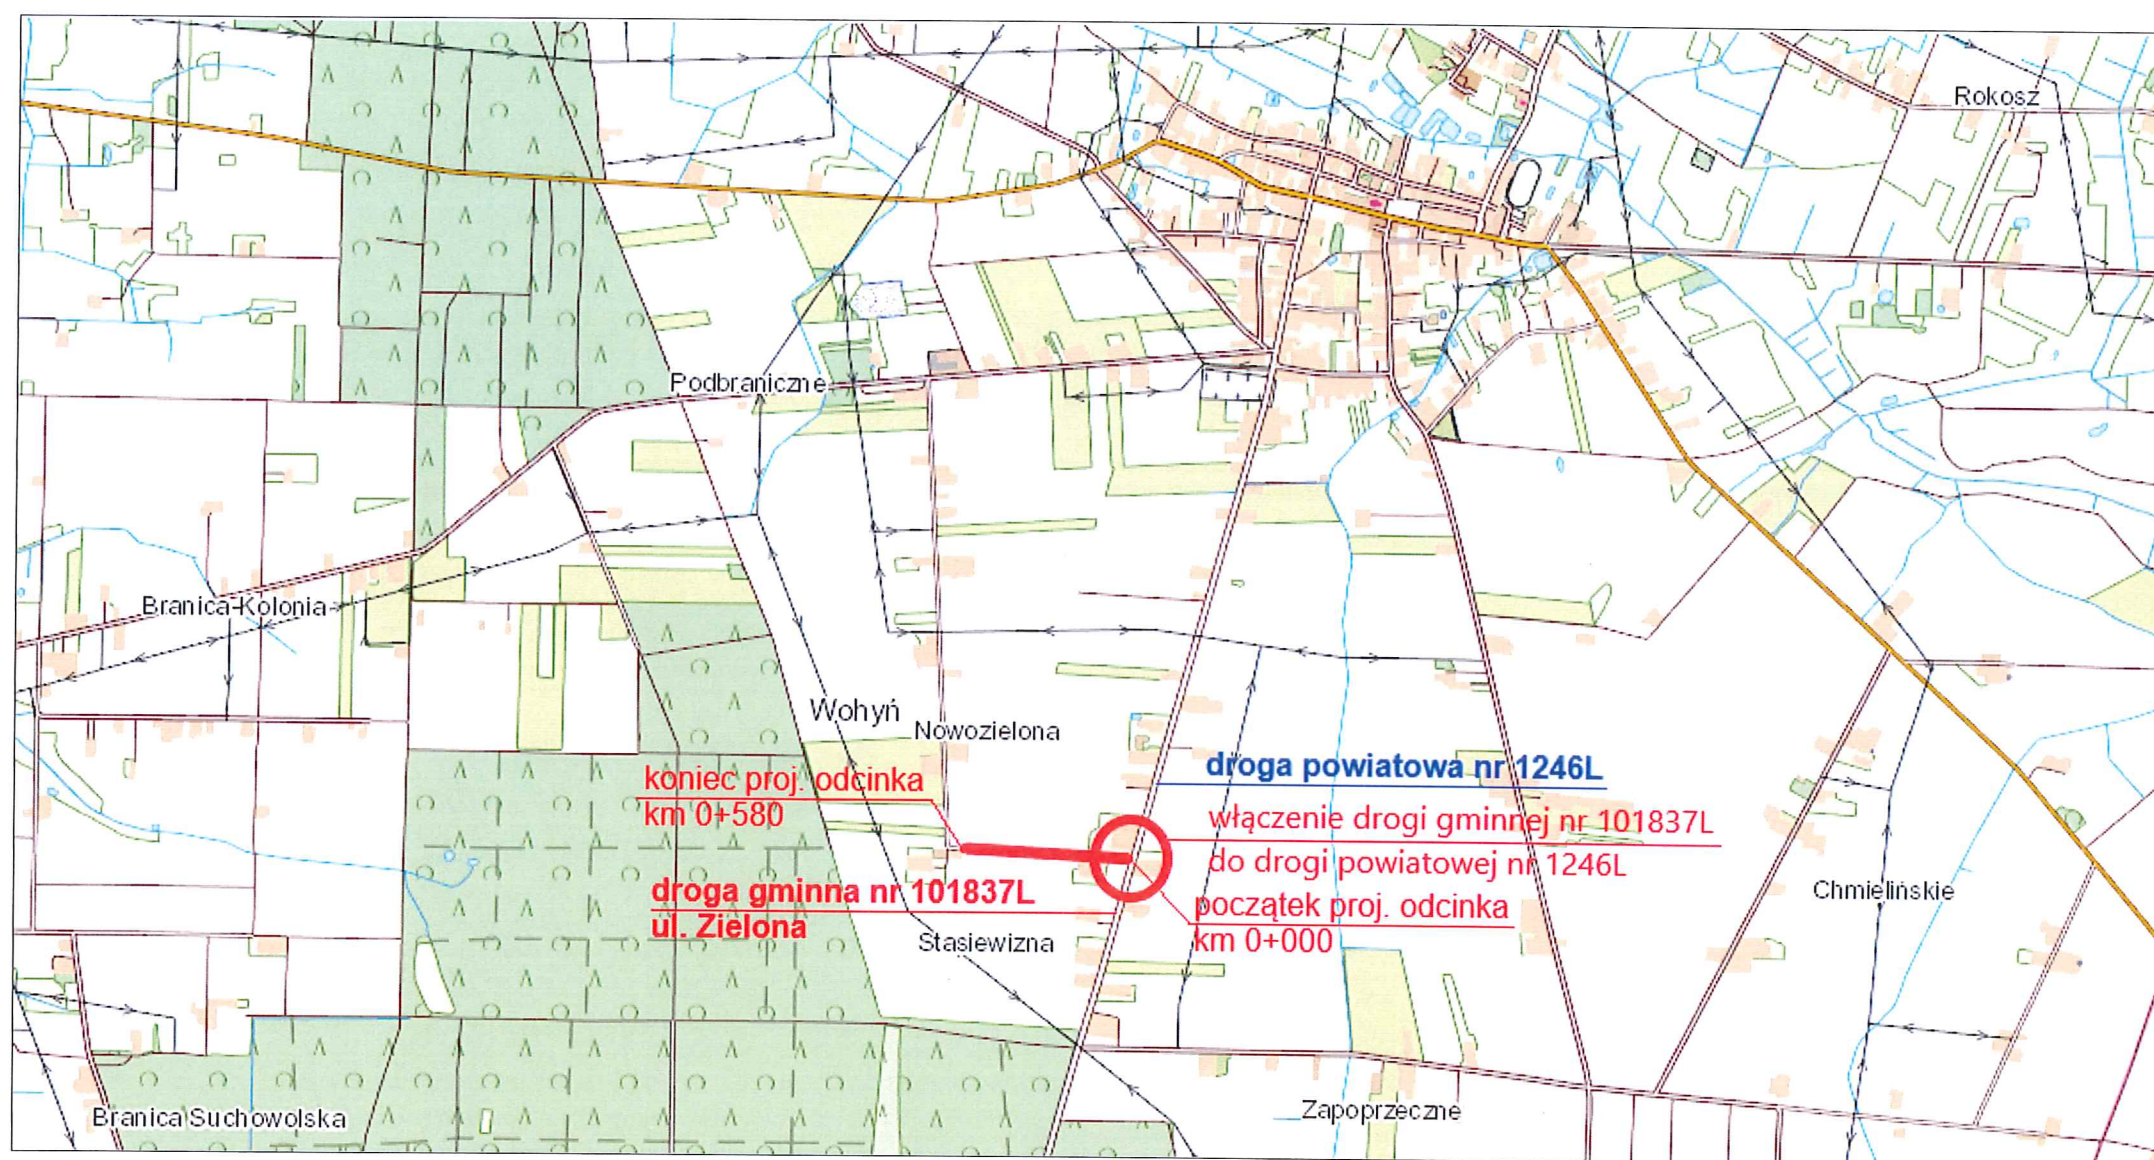 Rokosz
Podbraniczne
Branica-Kolonia
Wohyń
Nowozielona
koniec proj. odcinka
km 0+580
droga powiatowa nr 1246L
włączenie drogi gminnej nr 101837L
do drogi powiatowej nr 1246L
droga gminna nr 101837L
ul. Zielona
początek proj. odcinka
km 0+000
Chmielińskie
Stasiewizna
Branica Suchowolska
Zapoprzeczne